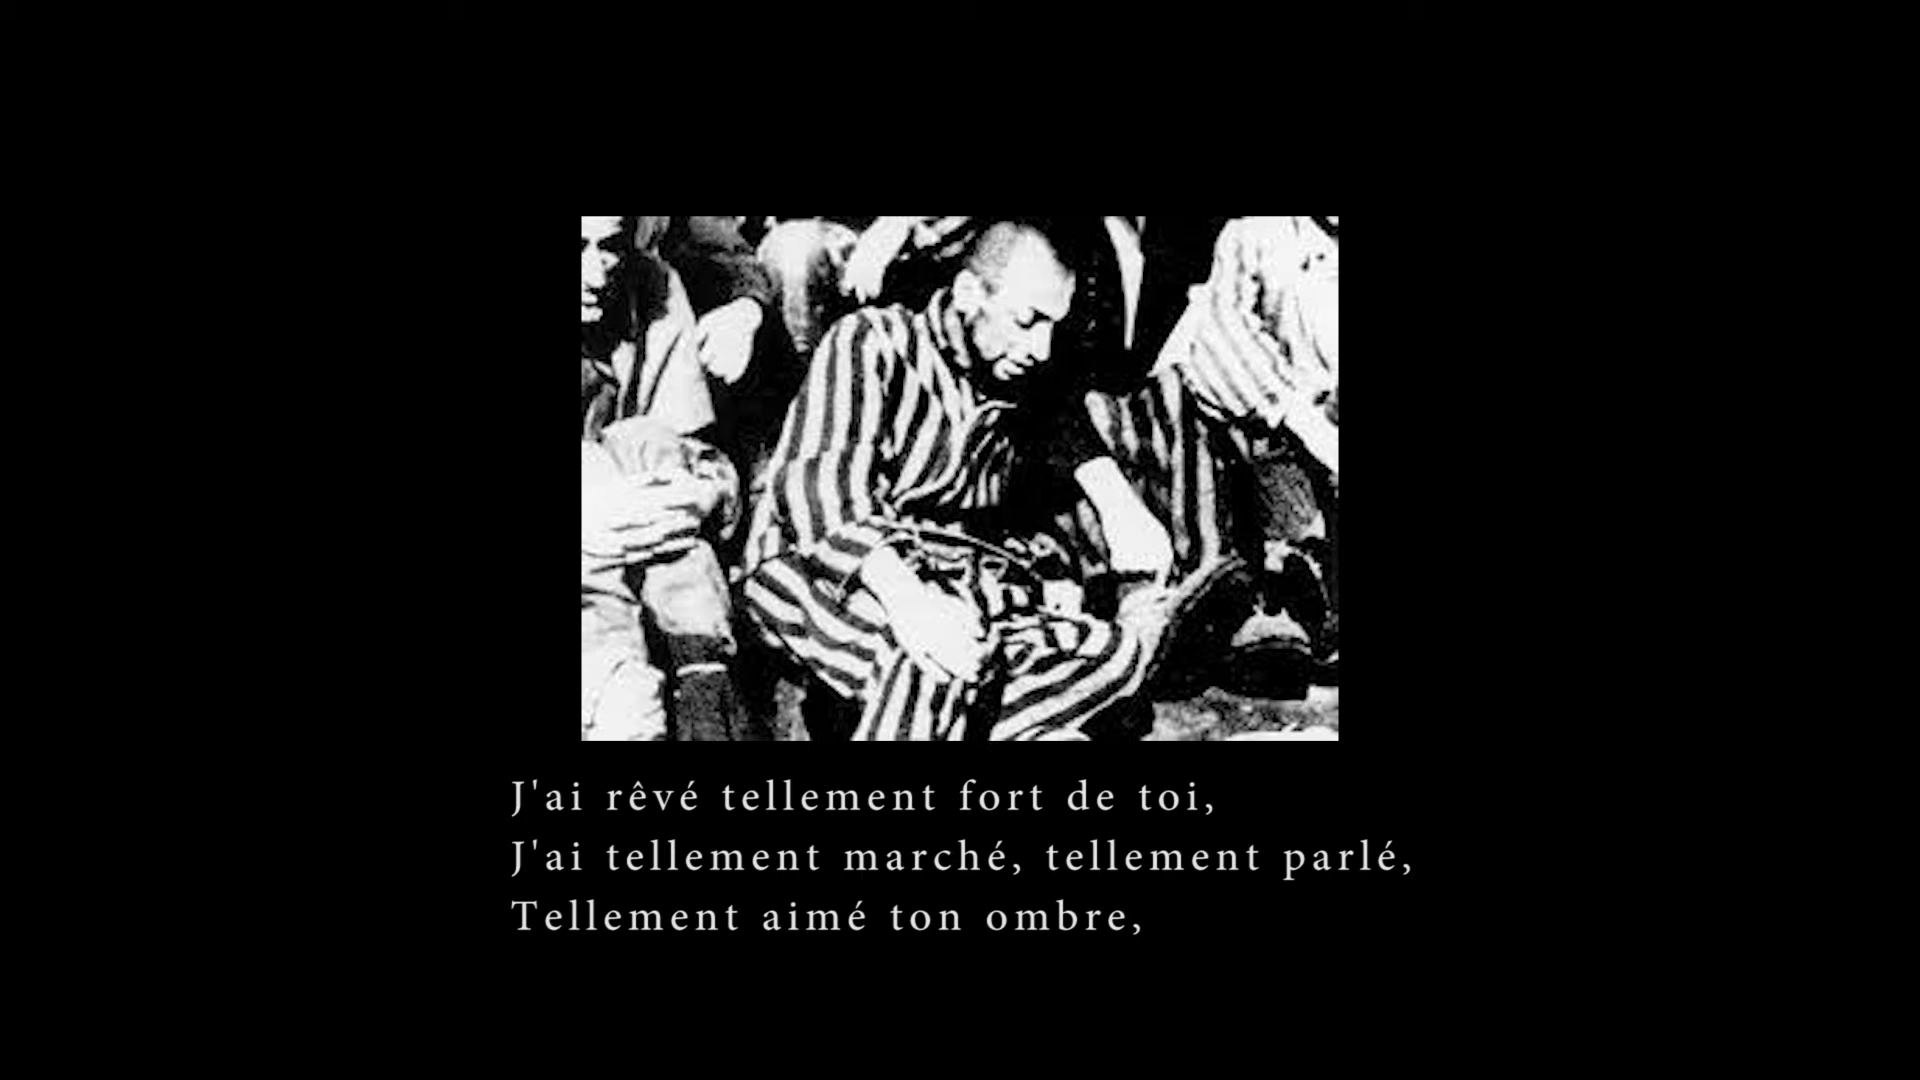 J'ai rêvé tellement fort de toi,
J'ai tellement marché, tellement parlé,
Tellement aimé ton ombre,